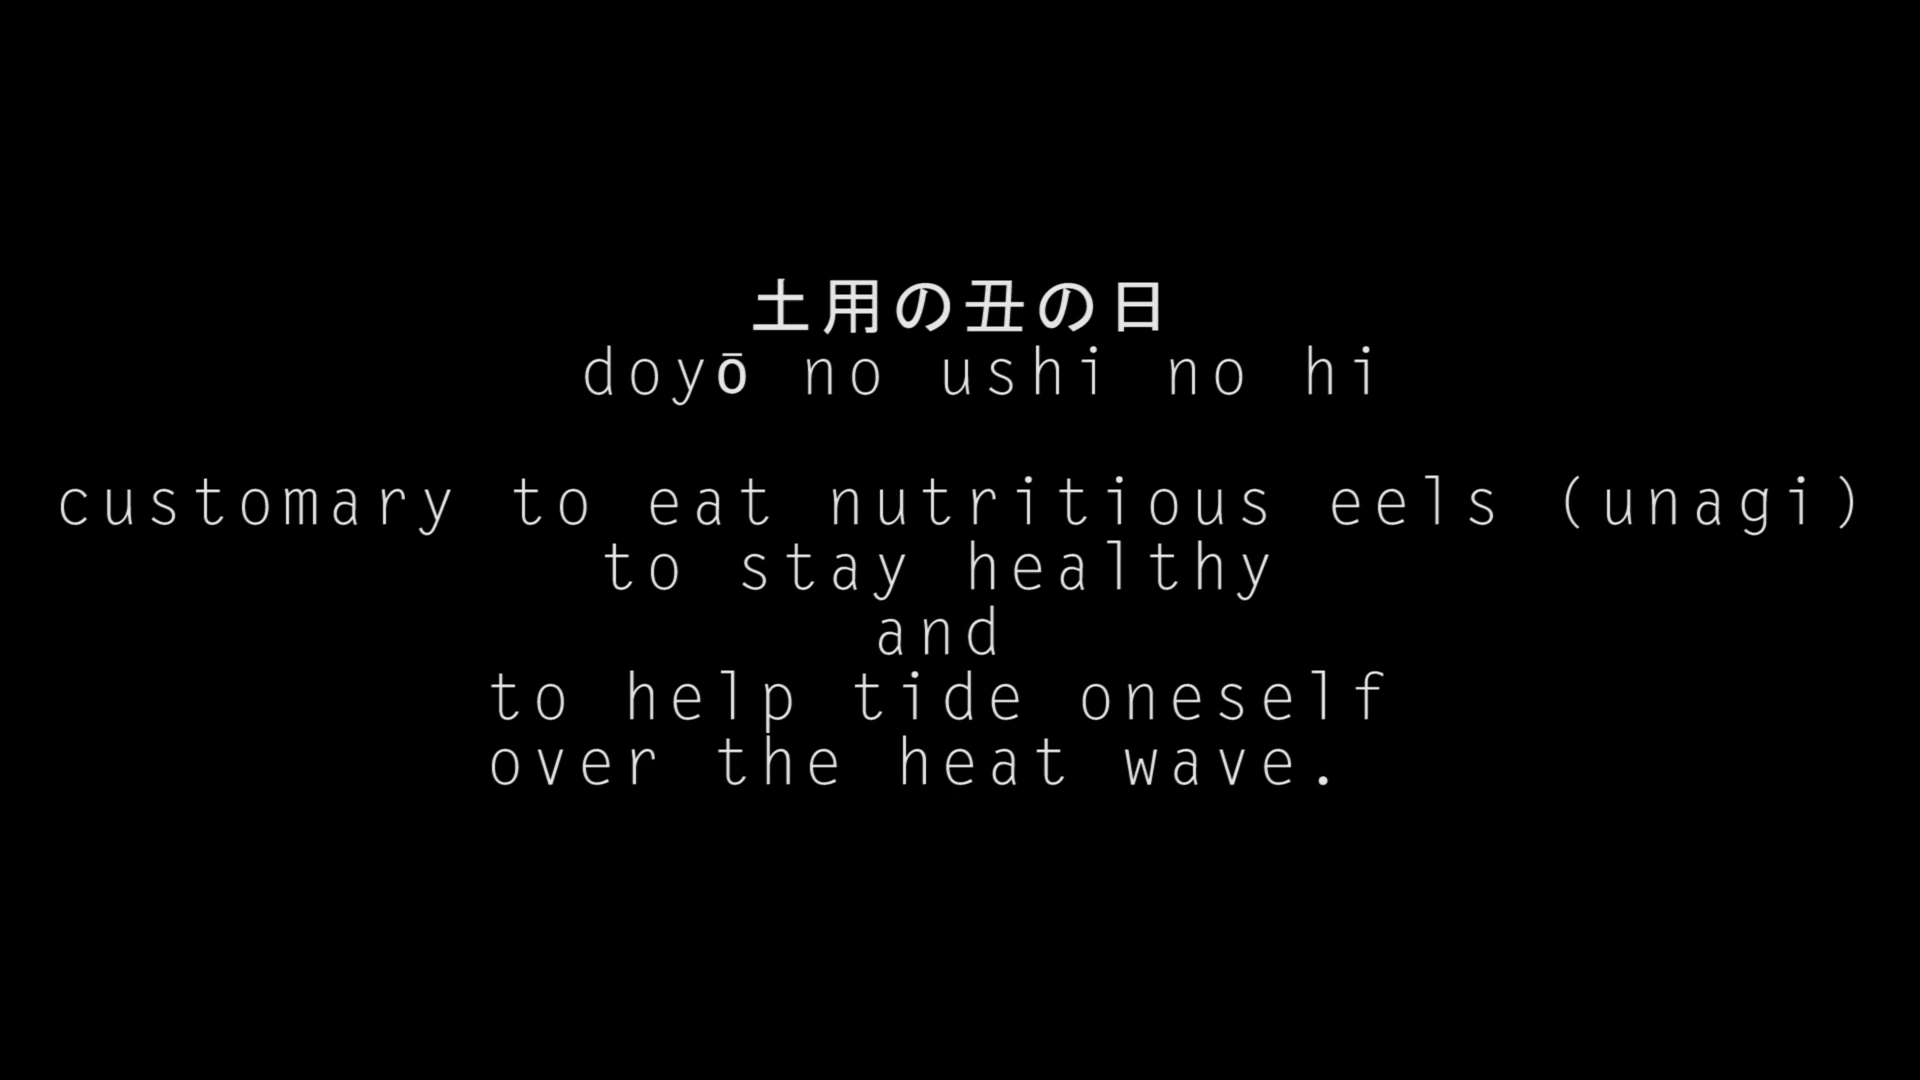 土用の丑の日
doyō no ushi no hi
customary to eat nutritious eels (unagi)
to stay healthy
and
to help tide oneself
over the heat wave.